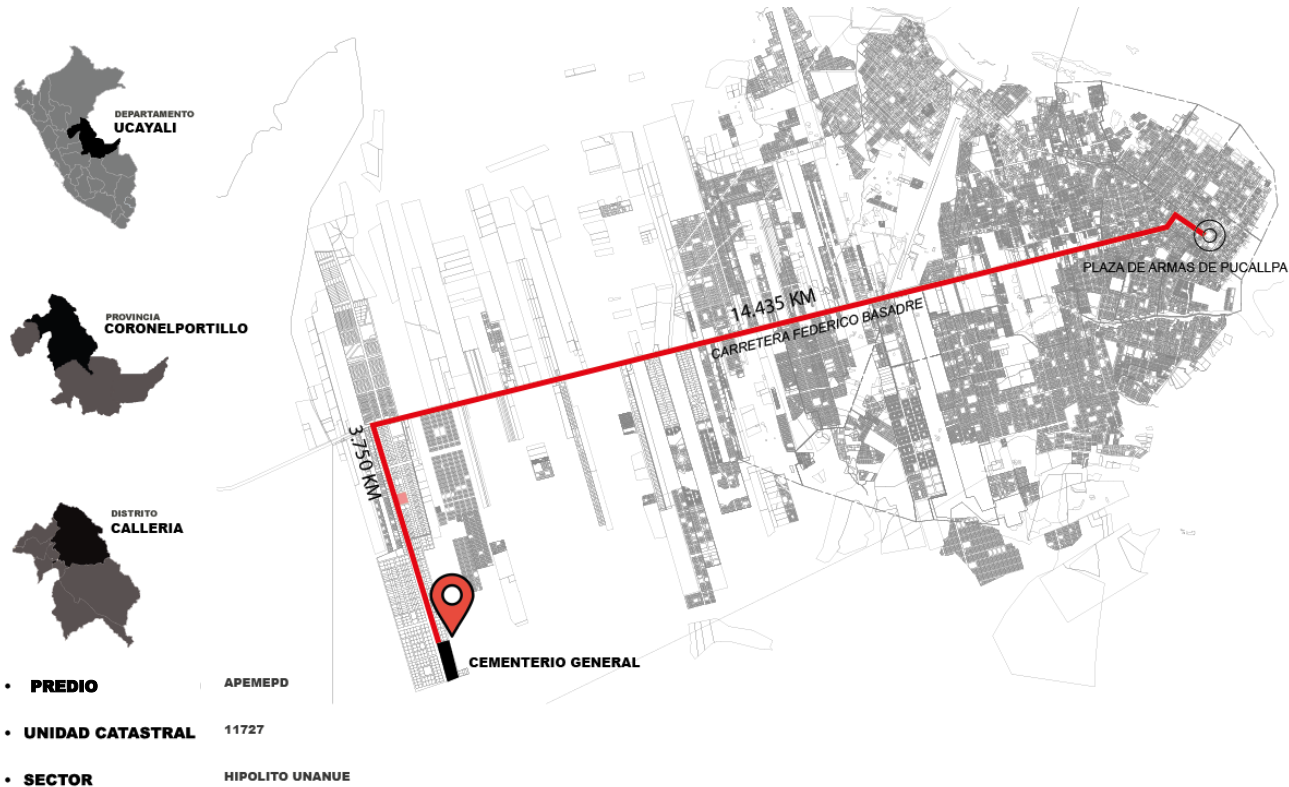 DEPARTAMENTO
UCAYALI
PROVINCIA
CORONELPORTILLO
DISTRITO
CALLERIA
PLAZA DE ARMAS DE PUCALLPA
14.435 KM
CARRETERA FEDERICO BASADRE
3.750 KM
CEMENTERIO GENERAL
• PREDIO APEMEPD
• UNIDAD CATASTRAL 11727
• SECTOR HIPOLITO UNANUE